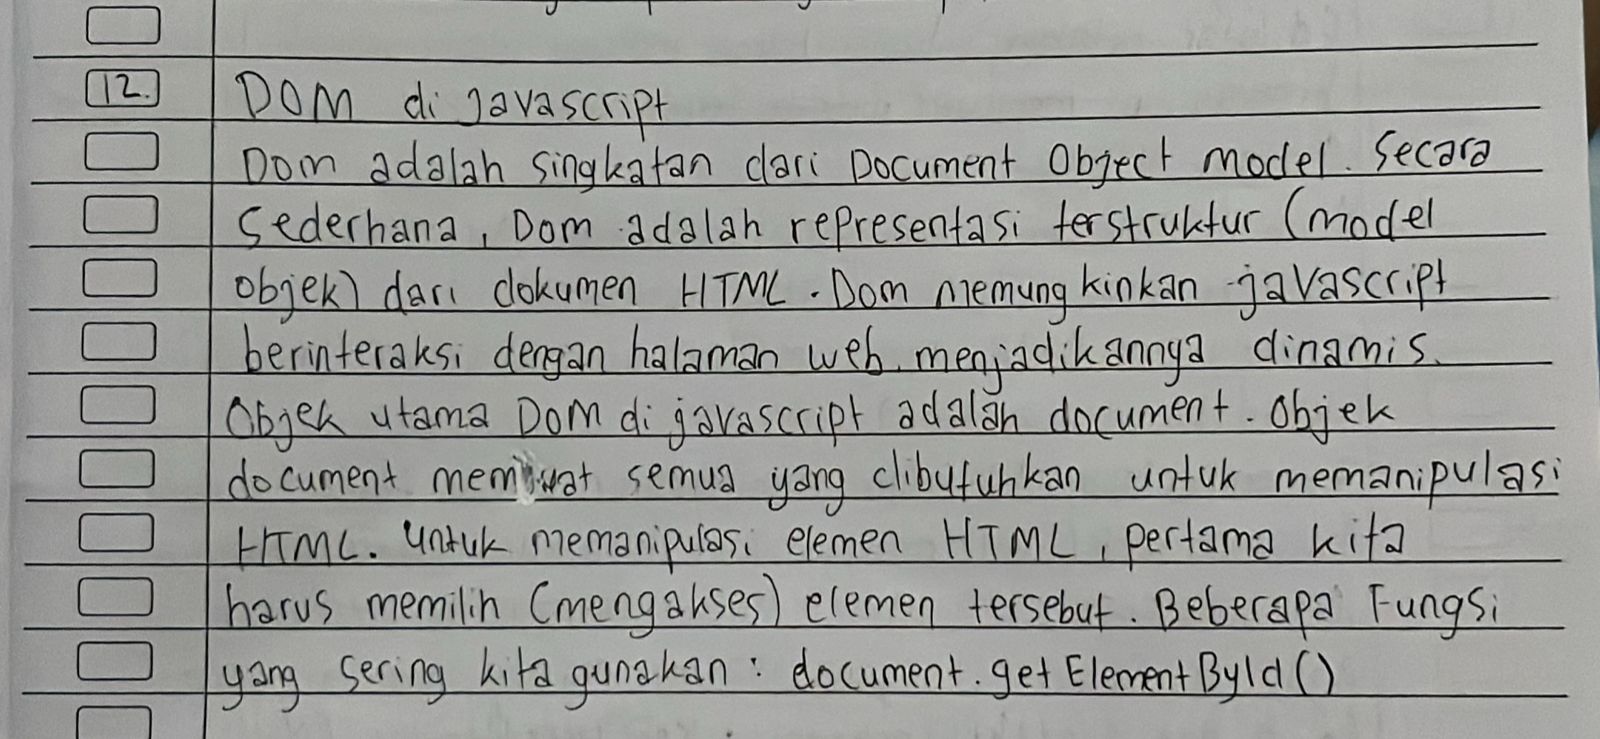 12. DOM di Javascript
Dom adalah singkatan dari Document Object Model. Secara
Sederhana, Dom adalah representasi terstruktur (model
objek) dari dokumen HTML. Dom memungkinkan javascript
berinteraksi dengan halaman web, menjadikannya dinamis.
Objek utama DOM di javascript adalah document. Objek
document memuat semua yang dibutuhkan untuk memanipulasi
HTML. Untuk memanipulasi elemen HTML, pertama kita
harus memilih (mengakses) elemen tersebut. Beberapa Fungsi
yang sering kita gunakan : document.getElementById()